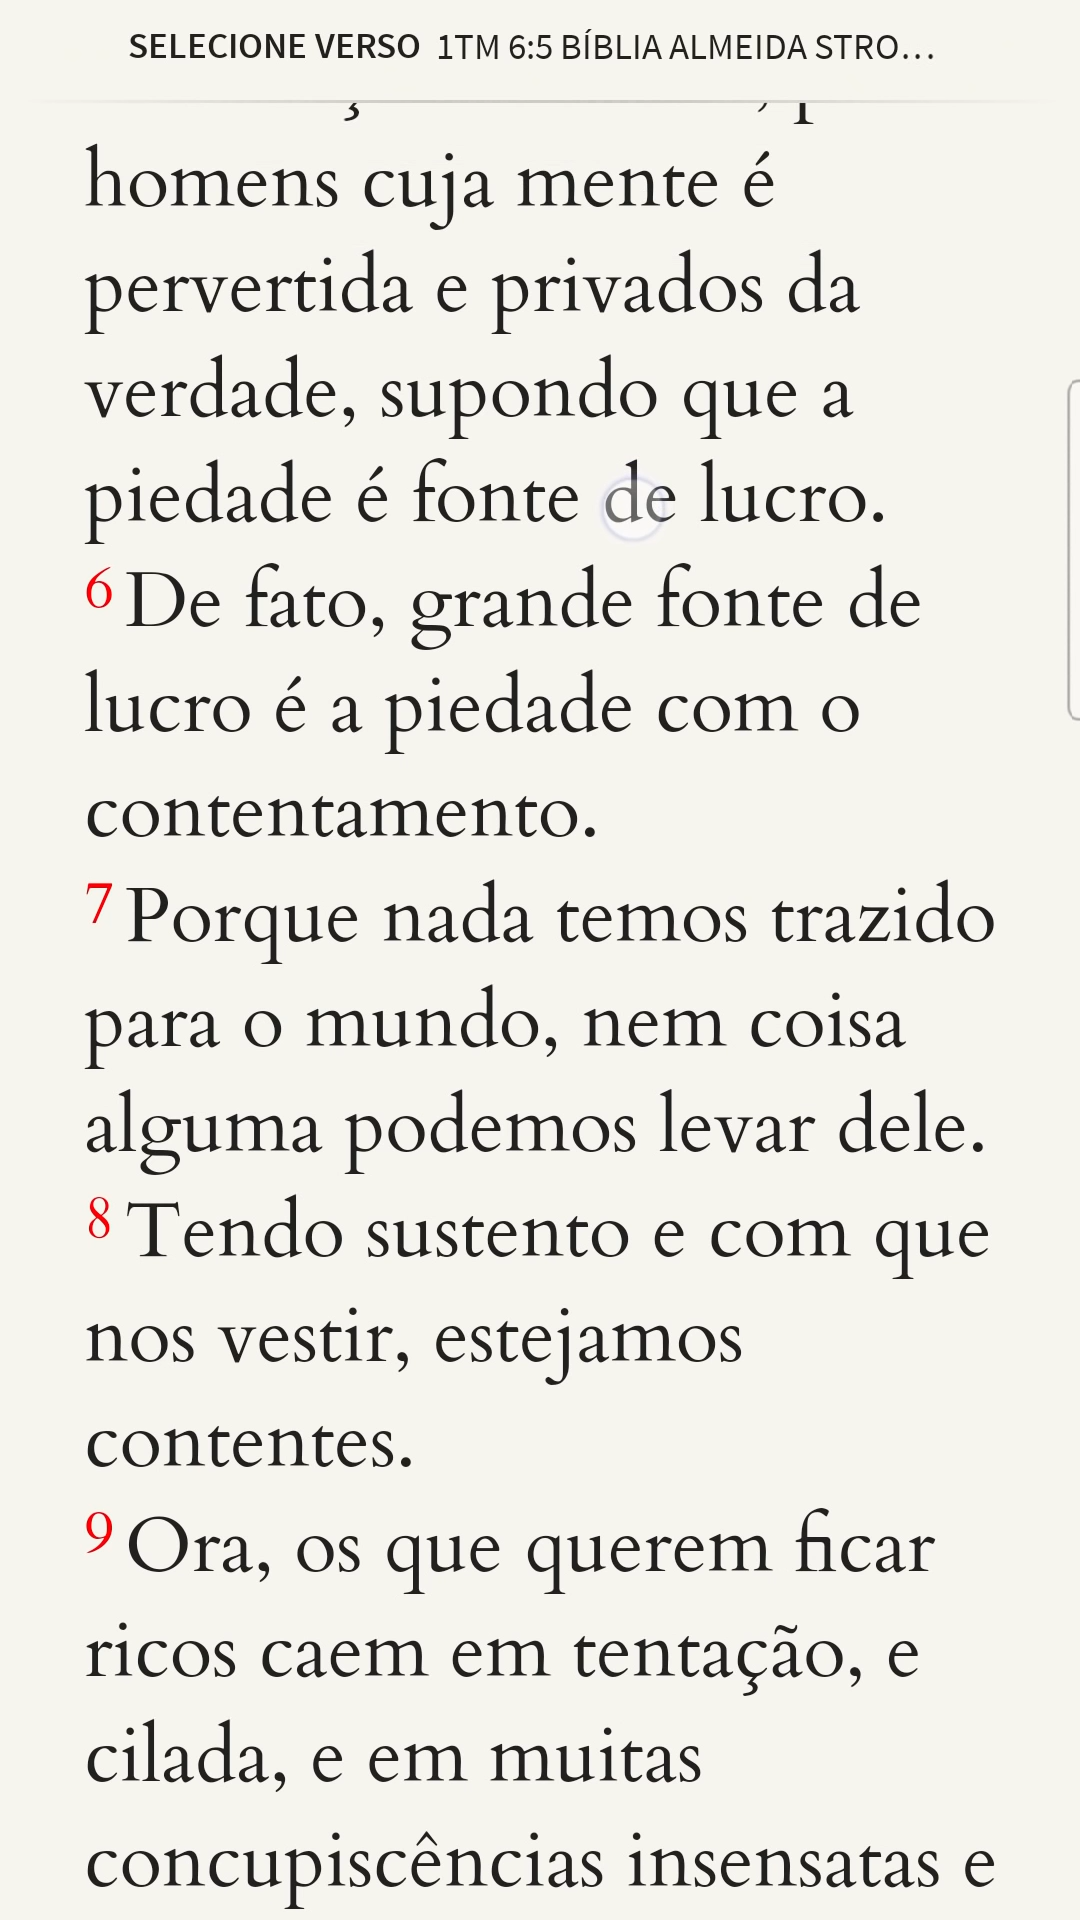 SELECIONE VERSO 1TM 6:5 BÍBLIA ALMEIDA STRO…
homens cuja mente é
pervertida e privados da
verdade, supondo que a
piedade é fonte de lucro.
6 De fato, grande fonte de
lucro é a piedade com o
contentamento.
7 Porque nada temos trazido
para o mundo, nem coisa
alguma podemos levar dele.
8 Tendo sustento e com que
nos vestir, estejamos
contentes.
9 Ora, os que querem ficar
ricos caem em tentação, e
cilada, e em muitas
concupiscências insensatas e